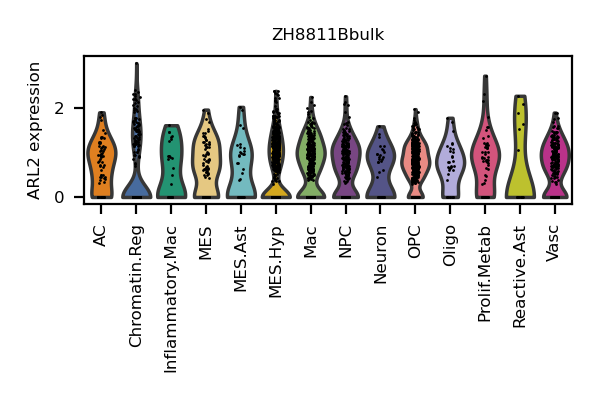 ZH8811Bbulk
ARL2 expression
2
0
AC
Chromatin.Reg
Inflammatory.Mac
MES
MES.Ast
MES.Hyp
Mac
NPC
Neuron
OPC
Oligo
Prolif.Metab
Reactive.Ast
Vasc